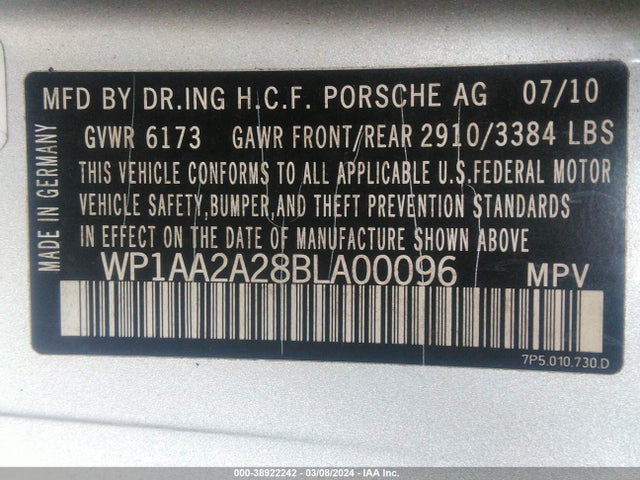 MFD BY DR.ING H.C.F. PORSCHE AG 07/10
GVWR 6173 GAWR FRONT/REAR 2910/3384 LBS
THIS VEHICLE CONFORMS TO ALL APPLICABLE U.S.FEDERAL MOTOR
VEHICLE SAFETY,BUMPER,AND THEFT PREVENTION STANDARDS
IN EFFECT ON THE DATE OF MANUFACTURE SHOWN ABOVE.
WP1AA2A28BLA00096 MPV
MADE IN GERMANY
7P5.010.730.D
000-38922242 - 03/08/2024 - IAA Inc.